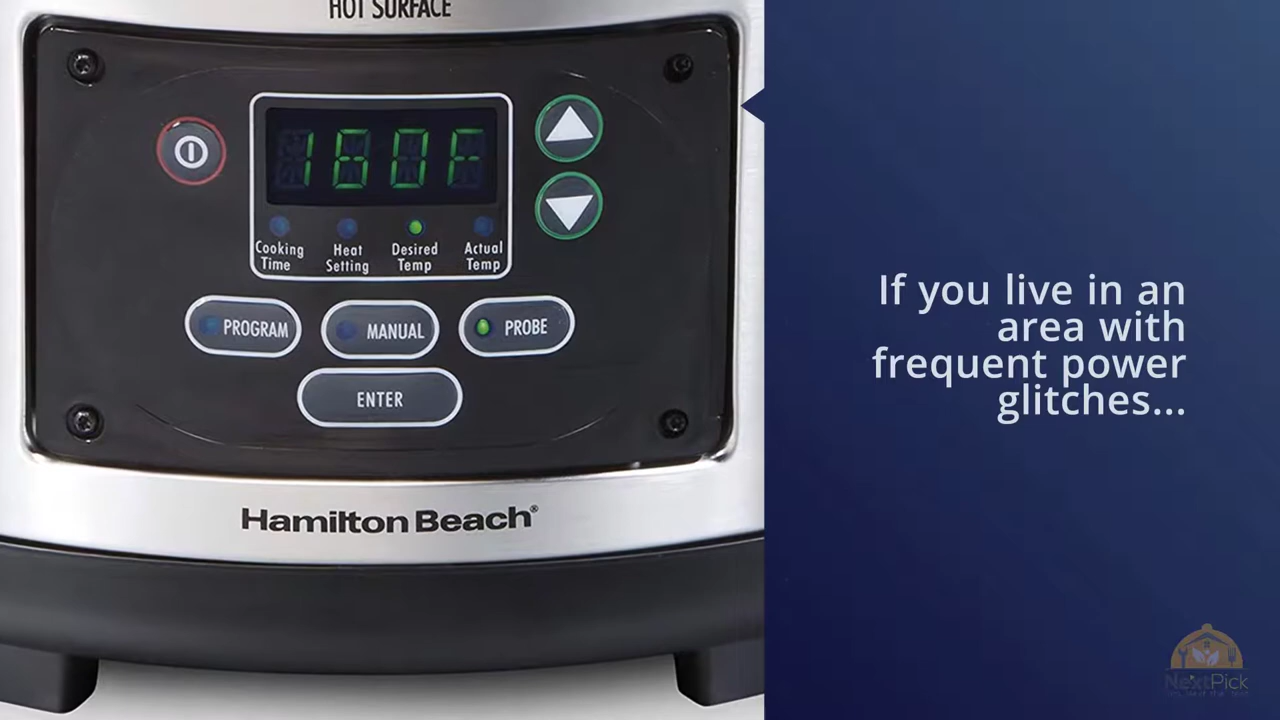 HOT SURFACE
160F
Cooking Time
Heat Setting
Desired Temp
Actual Temp
PROGRAM
MANUAL
PROBE
ENTER
Hamilton Beach®
If you live in an
area with
frequent power
glitches...
NextPick